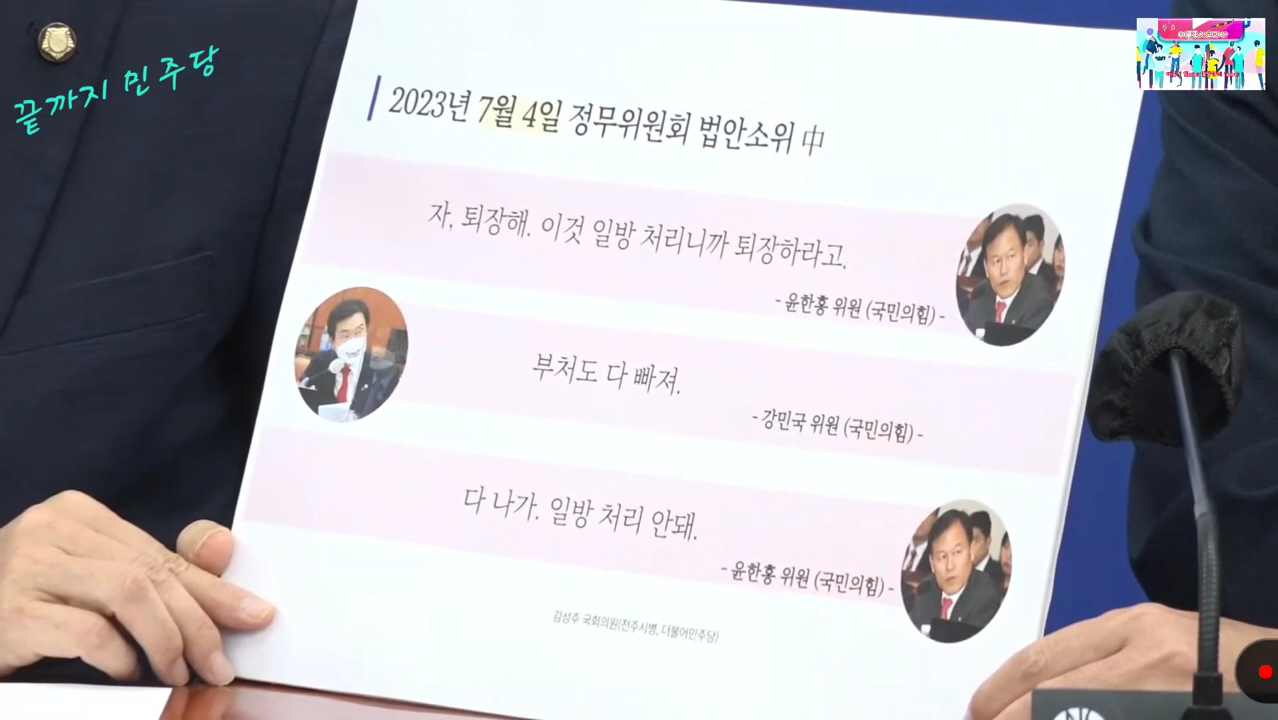 끝까지 민주당
2023년 7월 4일 정무위원회 법안소위 中
자, 퇴장해. 이것 일방 처리니까 퇴장하라고.
- 윤한홍 위원 (국민의힘) -
부처도 다 빠져.
- 강민국 위원 (국민의힘) -
다 나가. 일방 처리 안돼.
- 윤한홍 위원 (국민의힘) -
김성주 국회의원(전주시병, 더불어민주당)